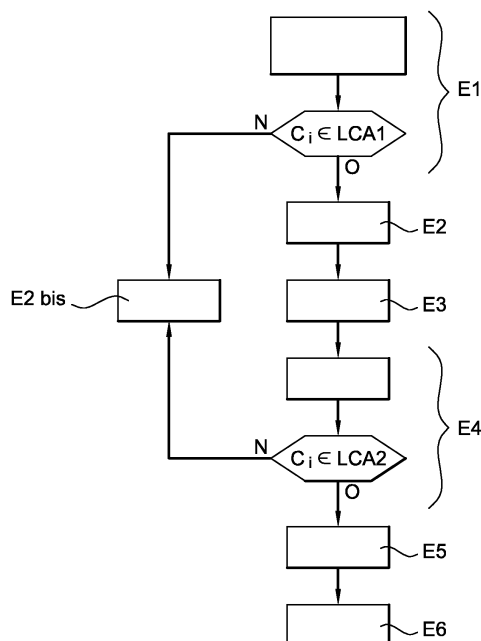 E1
N
C i ∈ LCA1
O
E2
E2 bis
E3
E4
N
C i ∈ LCA2
O
E5
E6